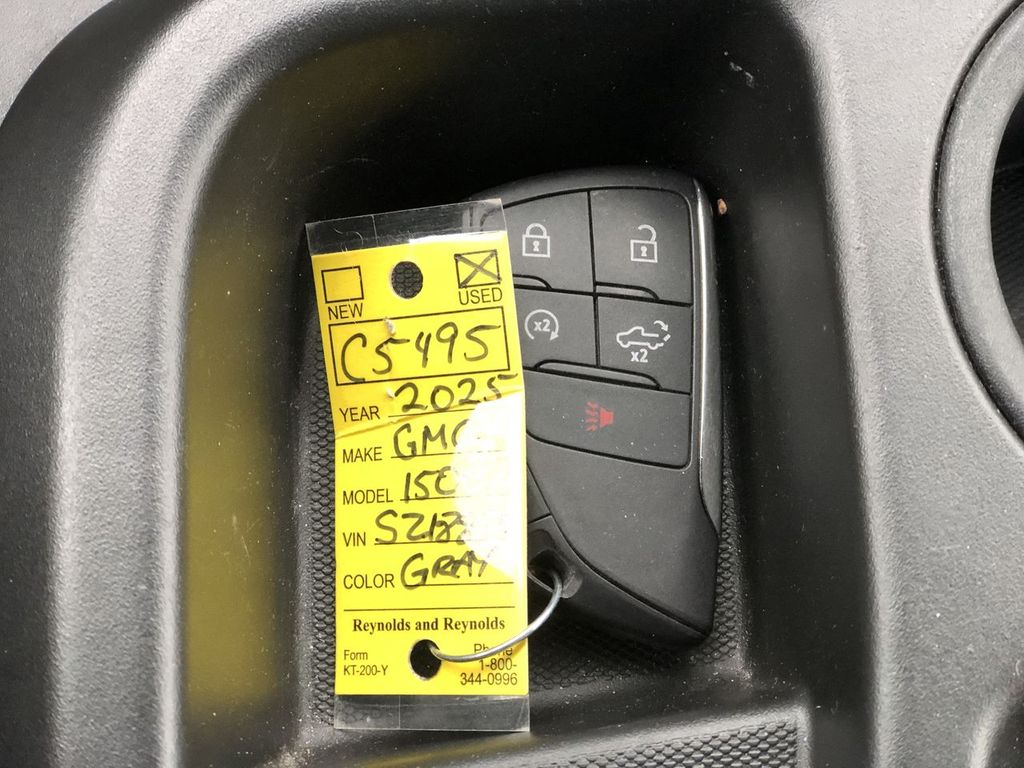 NEW
USED
C5495
YEAR 2025
MAKE GMC
MODEL
VIN
COLOR GRAY
Reynolds and Reynolds
Form
KT-200-Y
Phone
1-800-
344-0996
x2
x2